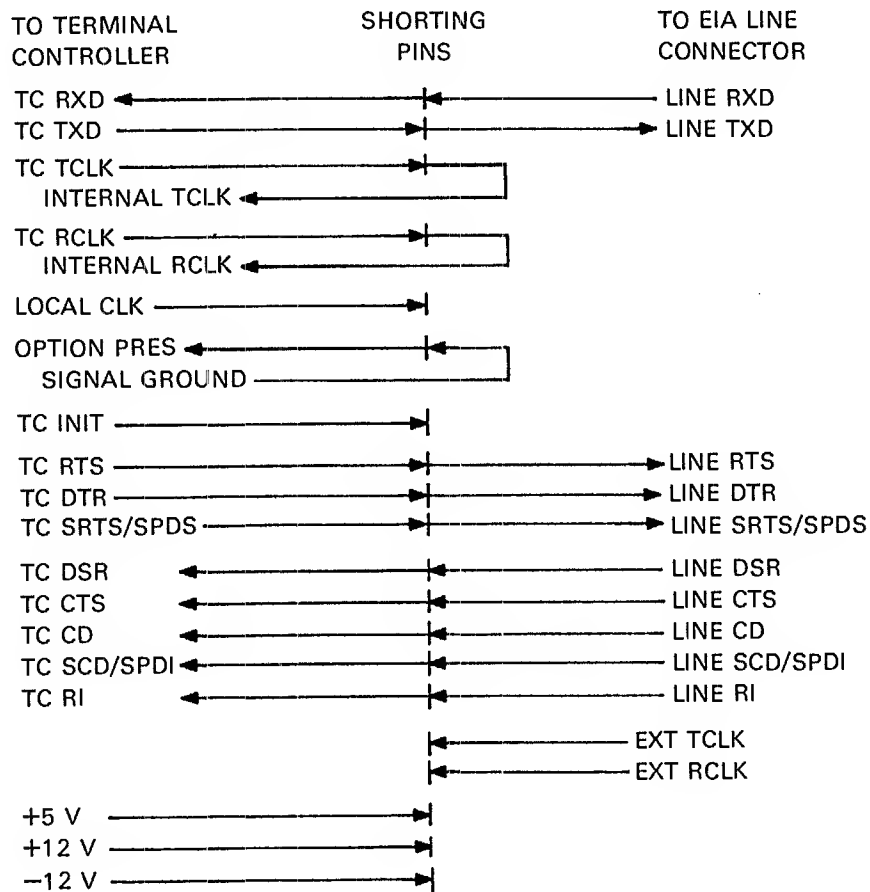 TO TERMINAL CONTROLLER
SHORTING PINS
TO EIA LINE CONNECTOR
TC RXD LINE RXD
TC TXD LINE TXD
TC TCLK
INTERNAL TCLK
TC RCLK
INTERNAL RCLK
LOCAL CLK
OPTION PRES
SIGNAL GROUND
TC INIT
TC RTS LINE RTS
TC DTR LINE DTR
TC SRTS/SPDS LINE SRTS/SPDS
TC DSR LINE DSR
TC CTS LINE CTS
TC CD LINE CD
TC SCD/SPDI LINE SCD/SPDI
TC RI LINE RI
EXT TCLK
EXT RCLK
+5 V
+12 V
−12 V